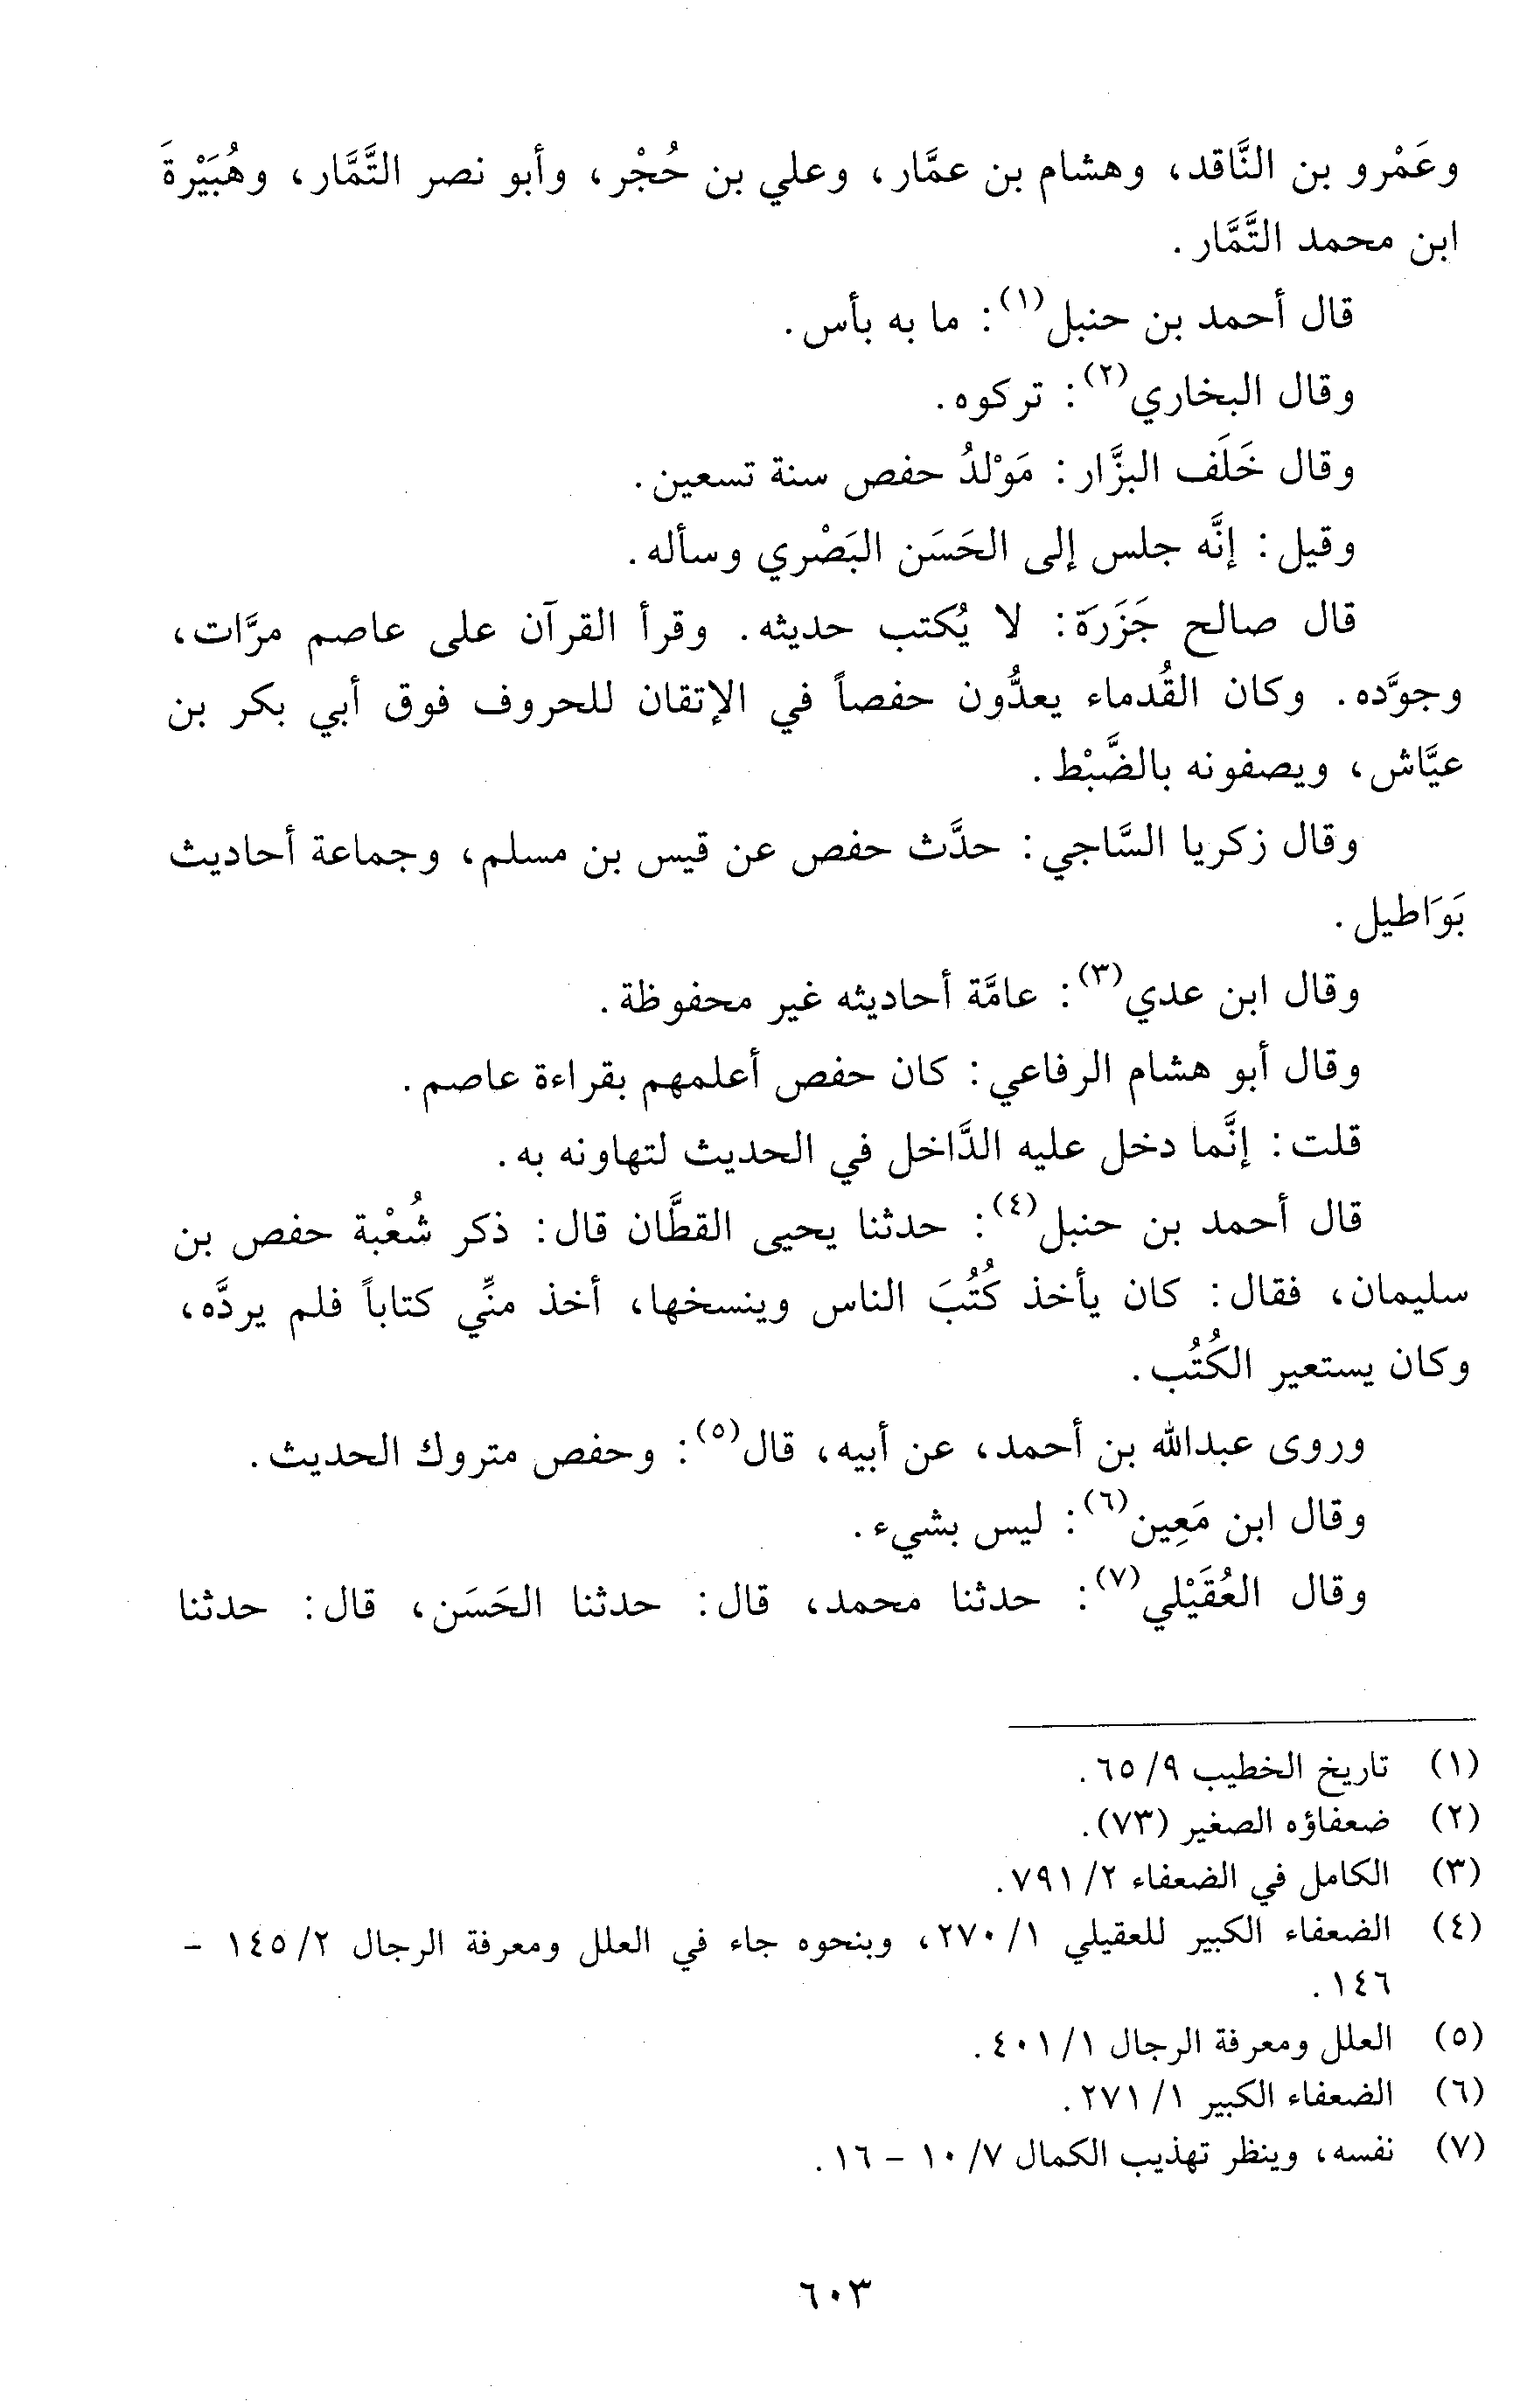 وعَمْرو بن النَّاقد، وهشام بن عمَّار، وعلي بن حُجْر، وأبو نصر التَّمَّار، وهُبَيْرةَ
ابن محمد التَّمَّار.
قال أحمد بن حنبل(١): ما به بأس.
وقال البخاري(٢): تركوه.
وقال خَلَف البزَّار: مَوْلدُ حفص سنة تسعين.
وقيل: إنَّه جلس إلى الحَسَن البَصْري وسأله.
قال صالح جَزَرَة: لا يُكتب حديثه. وقرأ القرآن على عاصم مرَّات،
وجوَّده. وكان القُدماء يعدُّون حفصاً في الإتقان للحروف فوق أبي بكر بن
عيَّاش، ويصفونه بالضَّبْط.
وقال زكريا السَّاجي: حدَّث حفص عن قيس بن مسلم، وجماعة أحاديث
بَوَاطيل.
وقال ابن عدي(٣): عامَّة أحاديثه غير محفوظة.
وقال أبو هشام الرفاعي: كان حفص أعلمهم بقراءة عاصم.
قلت: إنَّما دخل عليه الدَّاخل في الحديث لتهاونه به.
قال أحمد بن حنبل(٤): حدثنا يحيى القطَّان قال: ذكر شُعْبة حفص بن
سليمان، فقال: كان يأخذ كُتُبَ الناس وينسخها، أخذ منِّي كتاباً فلم يردَّه،
وكان يستعير الكُتُب.
وروى عبدالله بن أحمد، عن أبيه، قال(٥): وحفص متروك الحديث.
وقال ابن مَعِين(٦): ليس بشيء.
وقال العُقَيْلي(٧): حدثنا محمد، قال: حدثنا الحَسَن، قال: حدثنا
(١) تاريخ الخطيب ٩/ ٦٥.
(٢) ضعفاؤه الصغير (٧٣).
(٣) الكامل في الضعفاء ٢/ ٧٩١.
(٤) الضعفاء الكبير للعقيلي ١/ ٢٧٠، وبنحوه جاء في العلل ومعرفة الرجال ٢/ ١٤٥ -
١٤٦.
(٥) العلل ومعرفة الرجال ١/ ٤٠١.
(٦) الضعفاء الكبير ١/ ٢٧١.
(٧) نفسه، وينظر تهذيب الكمال ٧/ ١٠ - ١٦.
٦٠٣